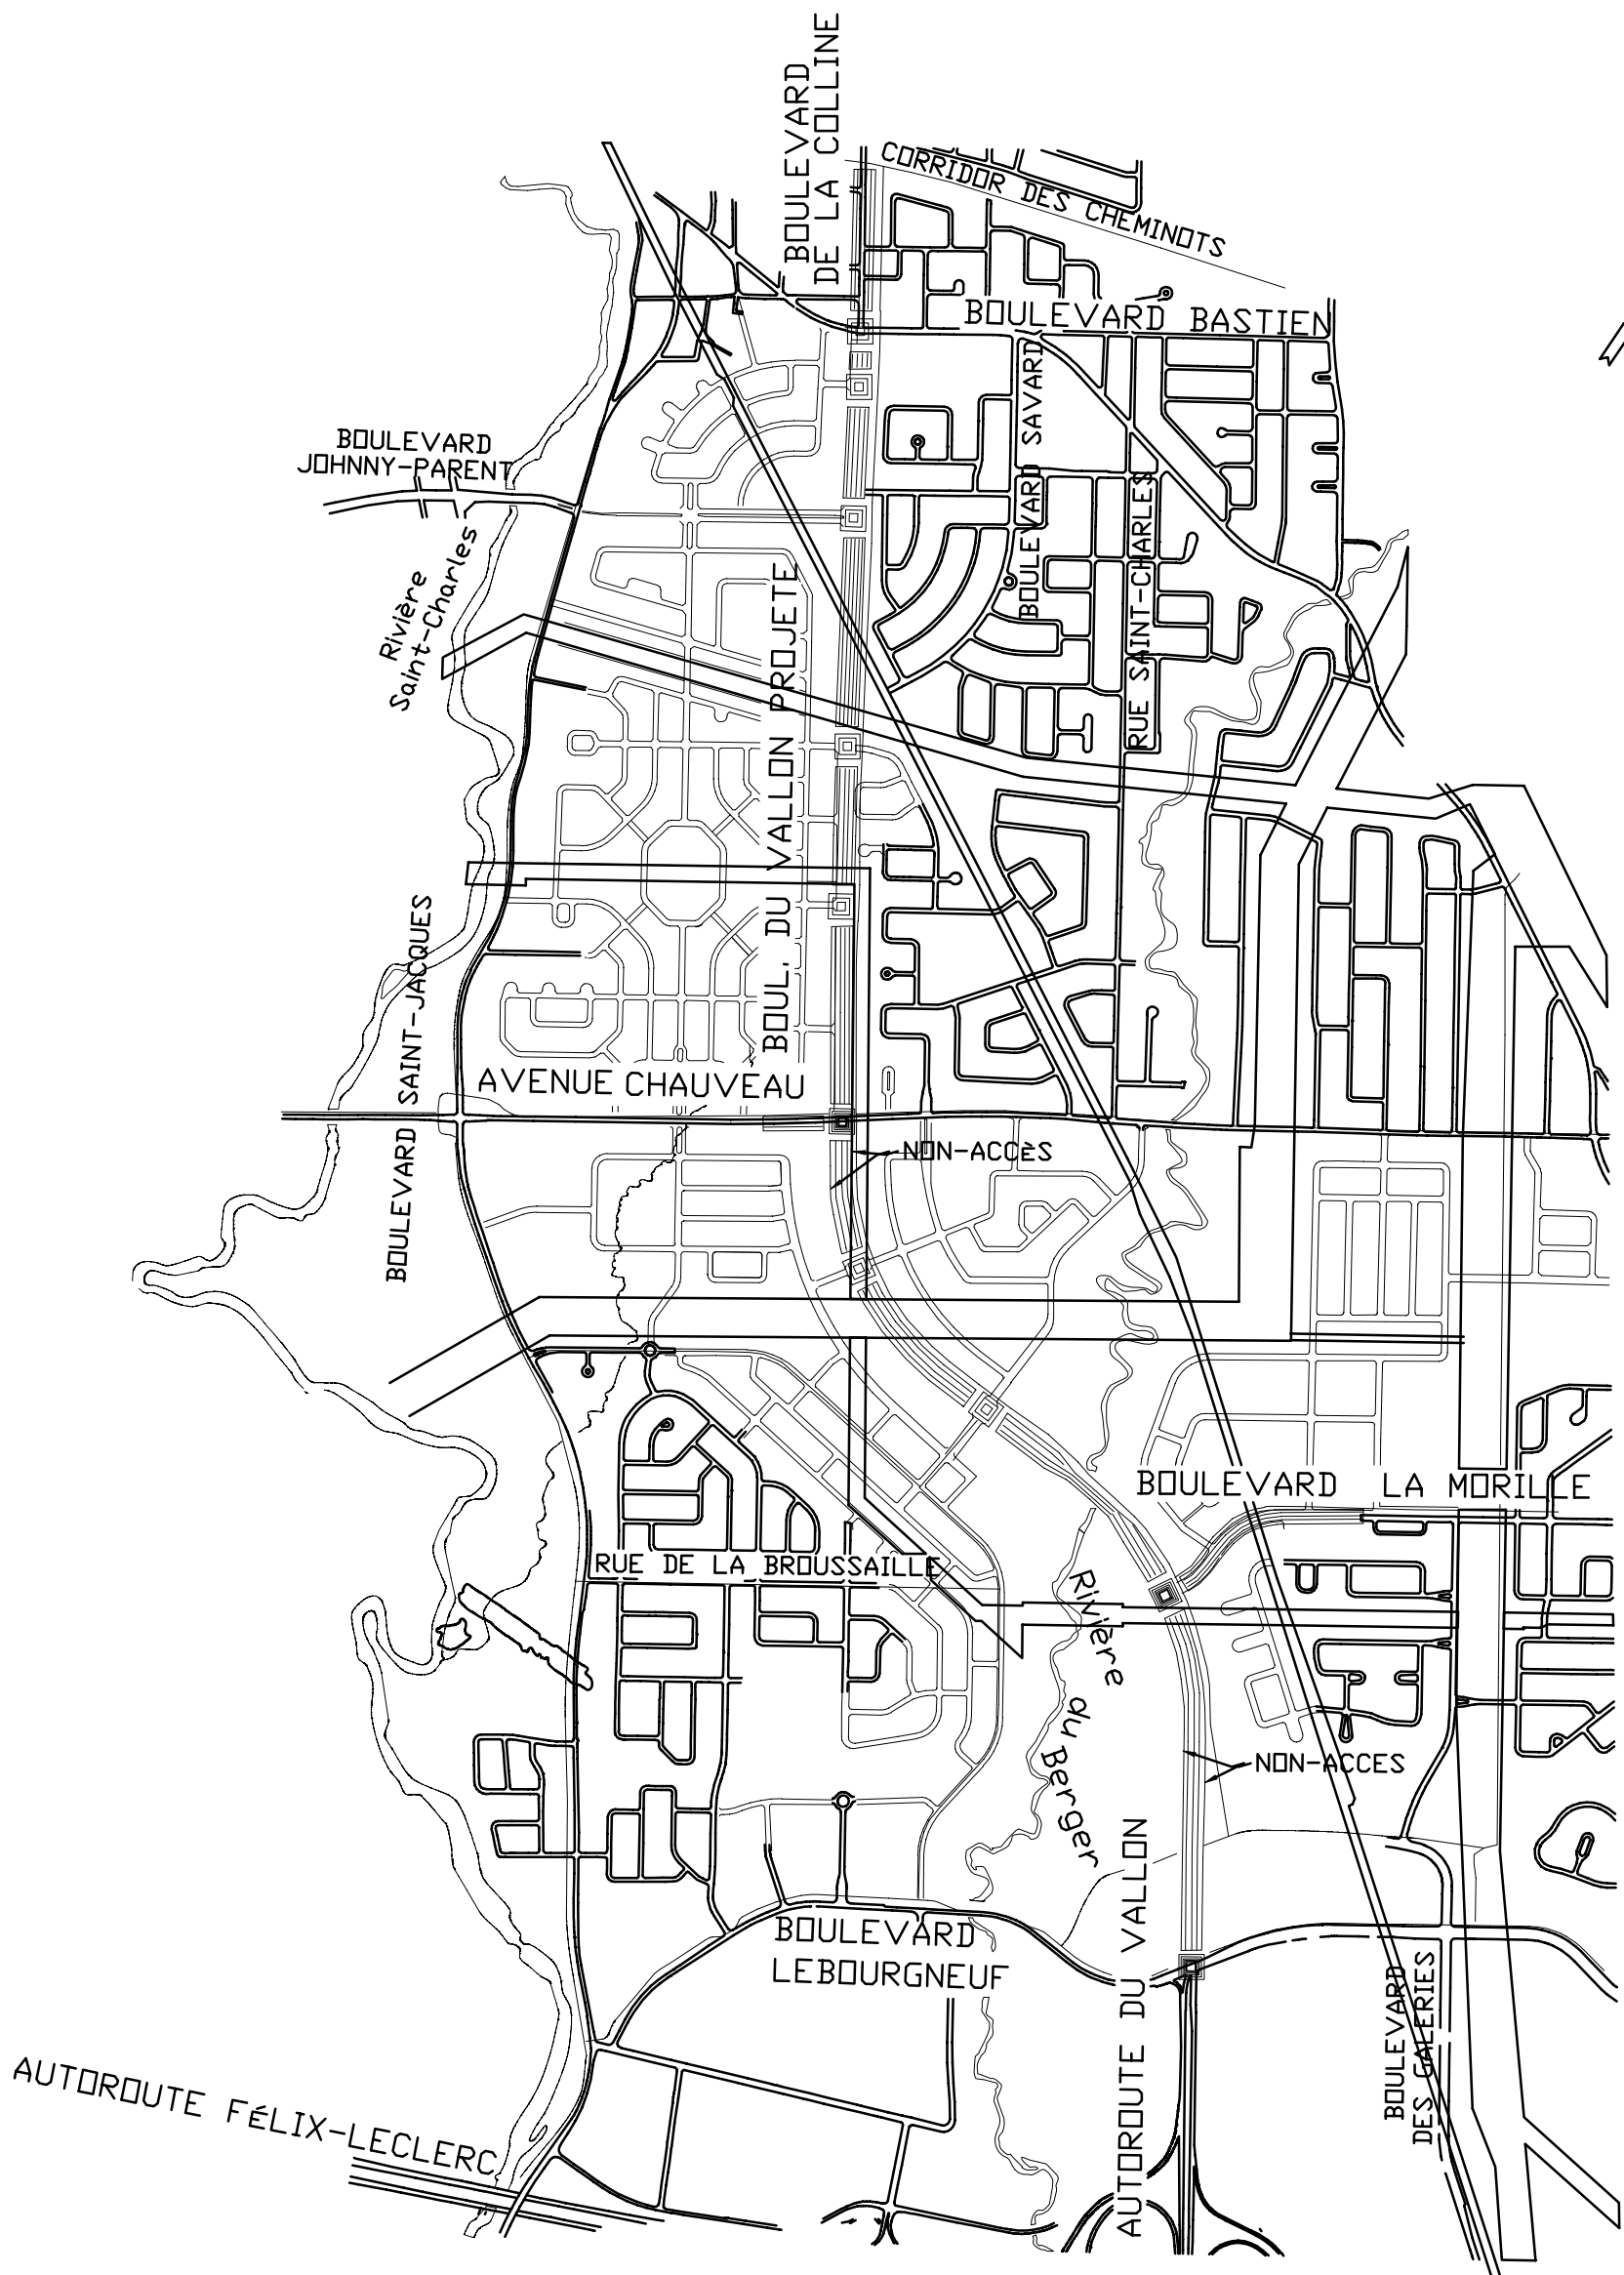 BOULEVARD
DE LA COLLINE
CORRIDOR DES CHEMINOTS
BOULEVARD BASTIEN
BOULEVARD SAVARD
BOULEVARD
JOHNNY-PARENT
RUE SAINT-CHARLES
Rivière
Saint-Charles
BOUL. DU VALLON PROJETE
BOULEVARD SAINT-JACQUES
AVENUE CHAUVEAU
NON-ACCÈS
BOULEVARD LA MORILLE
RUE DE LA BROUSSAILLE
Rivière du Berger
NON-ACCES
BOULEVARD
LEBOURGNEUF
AUTOROUTE DU VALLON
BOULEVARD
DES GALERIES
AUTOROUTE FÉLIX-LECLERC